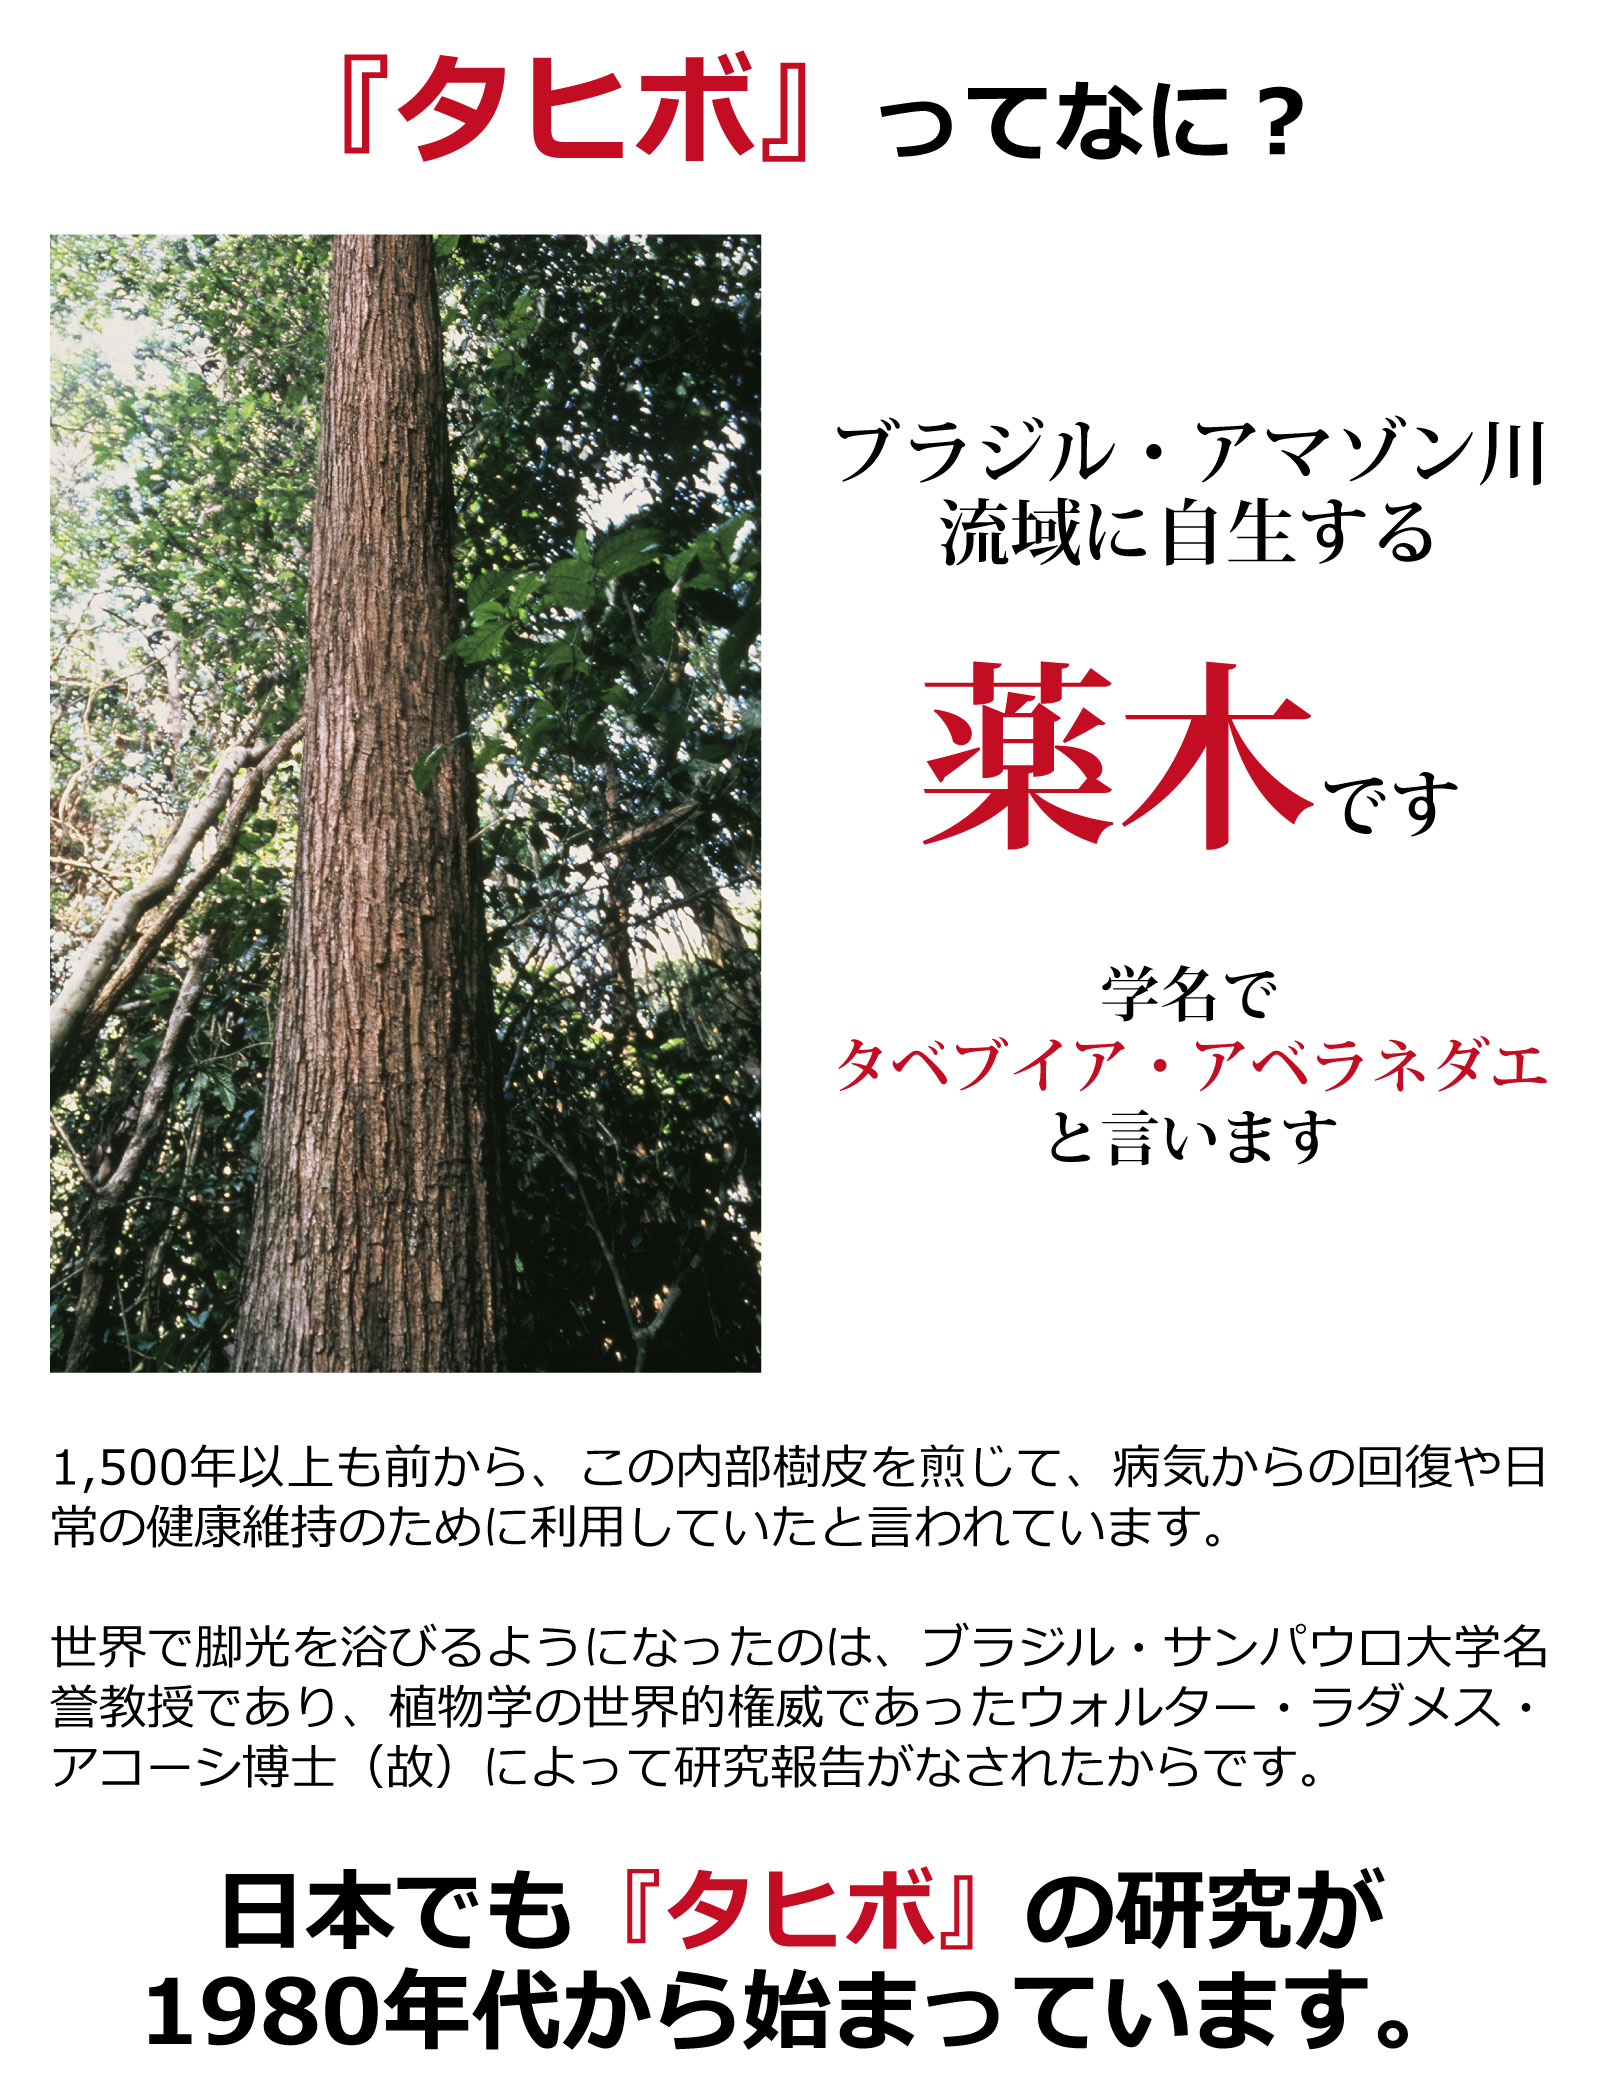 『タヒボ』ってなに？
ブラジル・アマゾン川
流域に自生する
薬木です
学名で
タベブイア・アベラネダエ
と言います
1,500年以上も前から、この内部樹皮を煎じて、病気からの回復や日
常の健康維持のために利用していたと言われています。
世界で脚光を浴びるようになったのは、ブラジル・サンパウロ大学名
誉教授であり、植物学の世界的権威であったウォルター・ラダメス・
アコーシ博士（故）によって研究報告がなされたからです。
日本でも『タヒボ』の研究が
1980年代から始まっています。